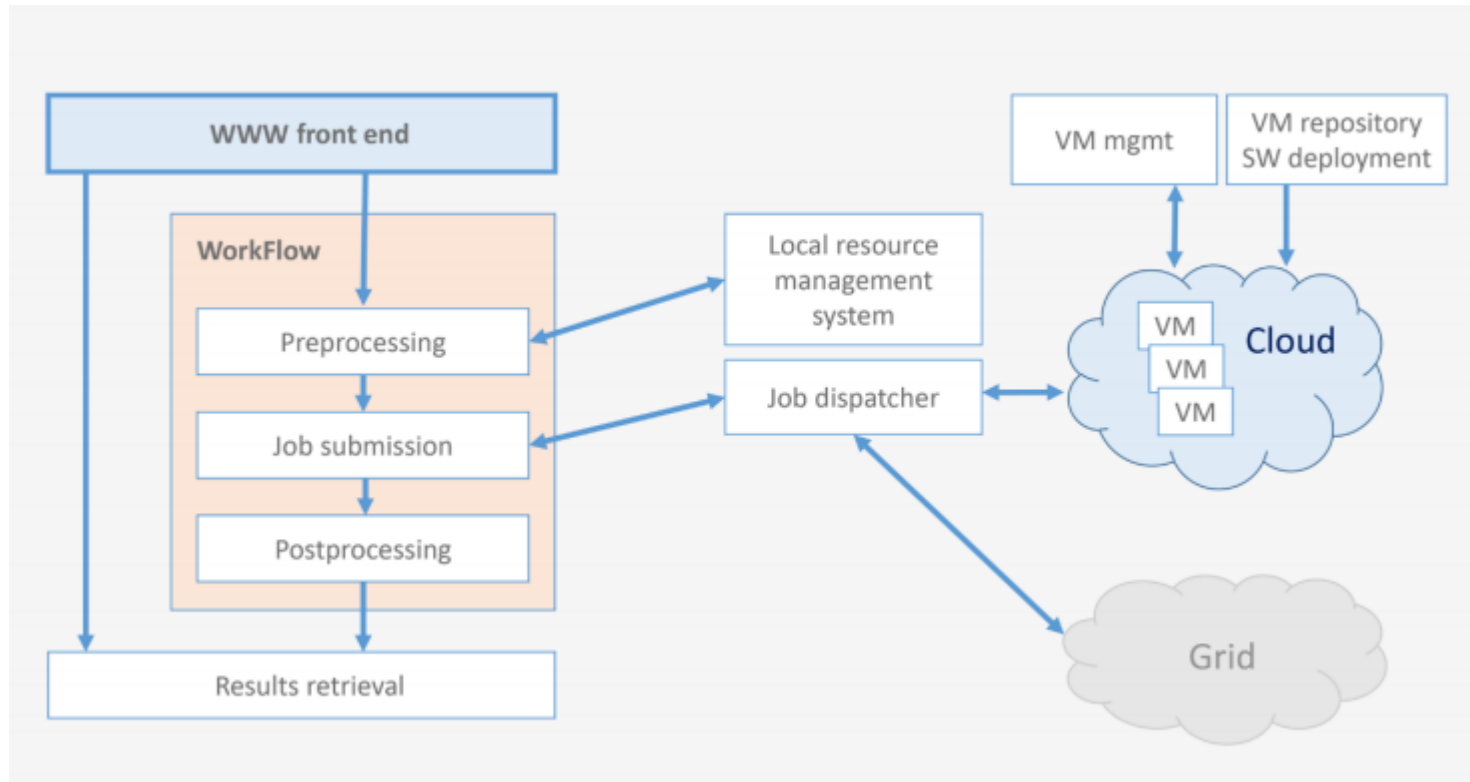 WWW front end
WorkFlow
Preprocessing
Job submission
Postprocessing
Results retrieval
Local resource
management
system
Job dispatcher
VM mgmt
VM repository
SW deployment
VM
VM
VM
Cloud
Grid